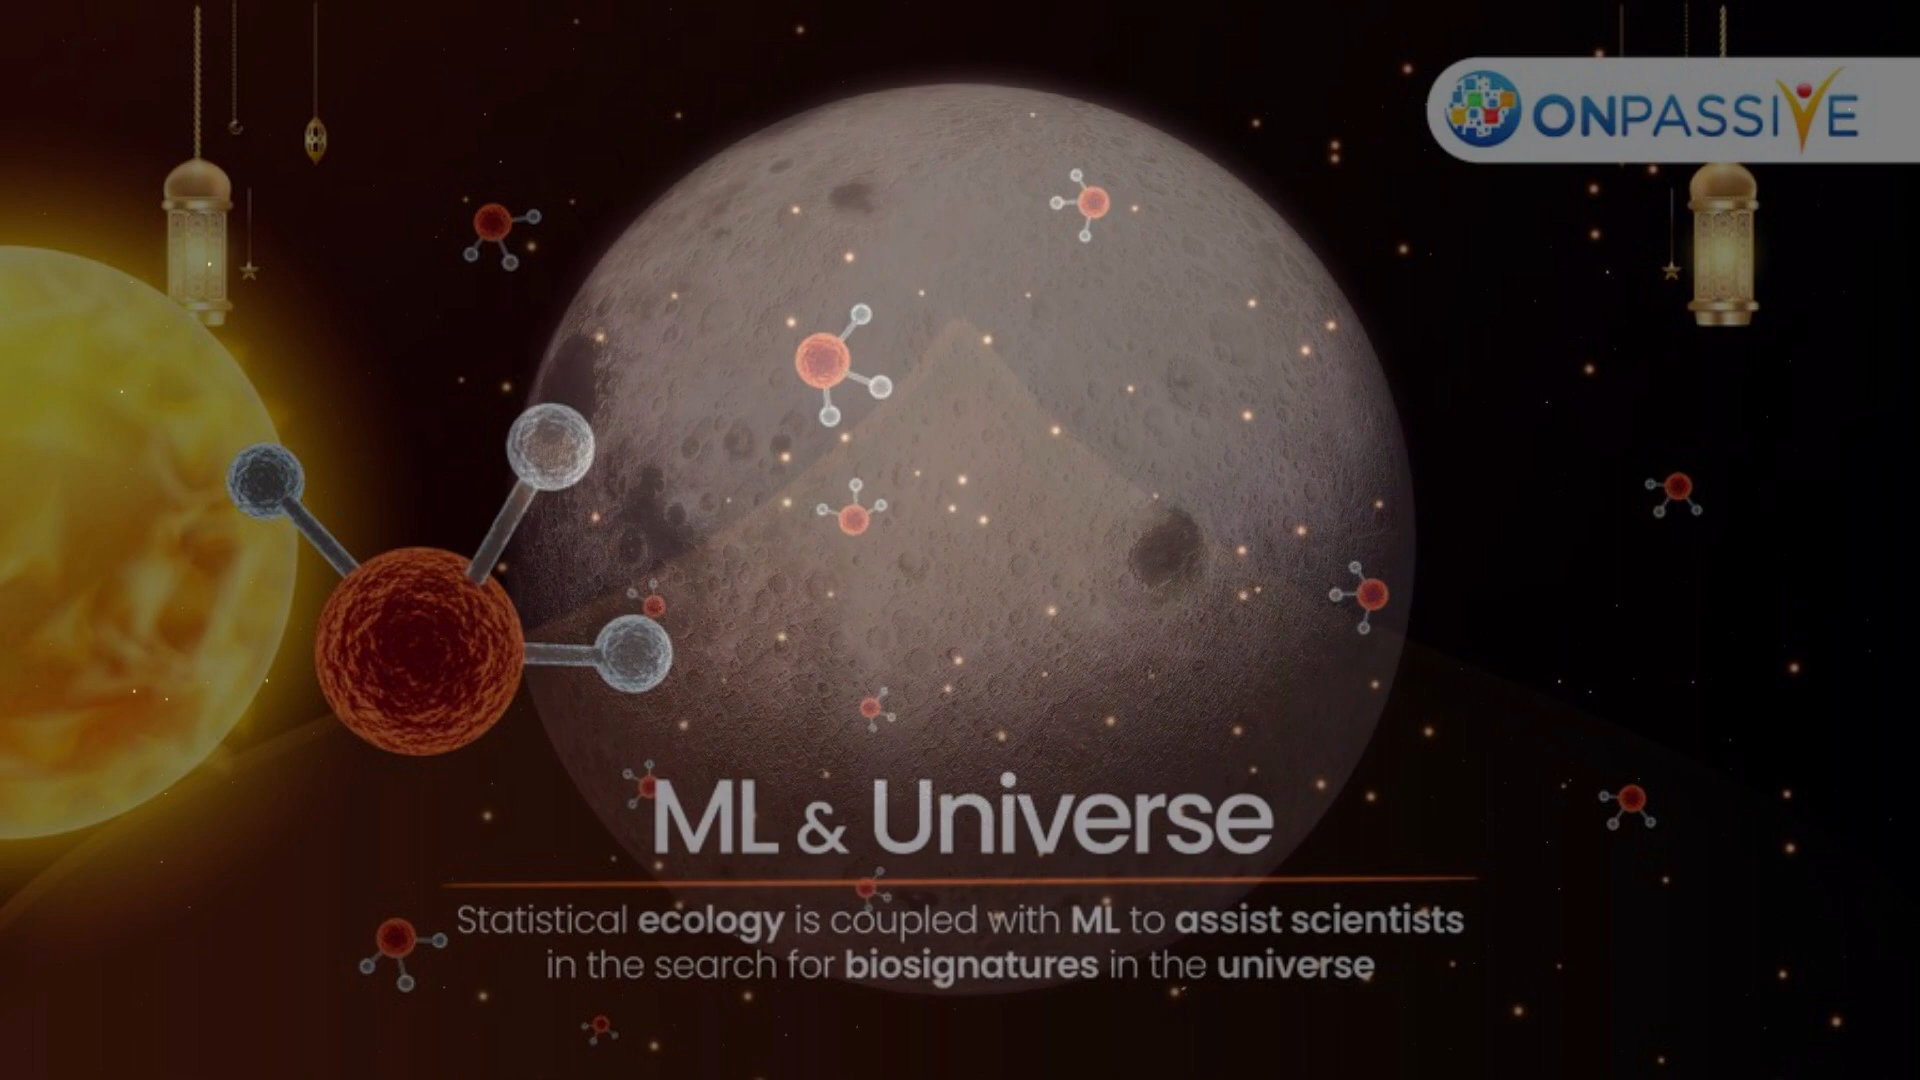 ONPASSIVE
ML & Universe
Statistical ecology is coupled with ML to assist scientists
in the search for biosignatures in the universe